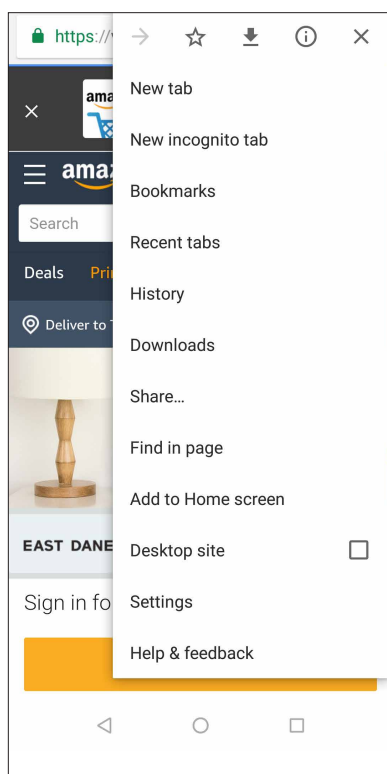 https://
New tab
New incognito tab
Bookmarks
Recent tabs
History
Downloads
Share...
Find in page
Add to Home screen
Desktop site
Settings
Help & feedback
ama
amaz
Search
Deals
Deliver to
EAST DANE
Sign in fo